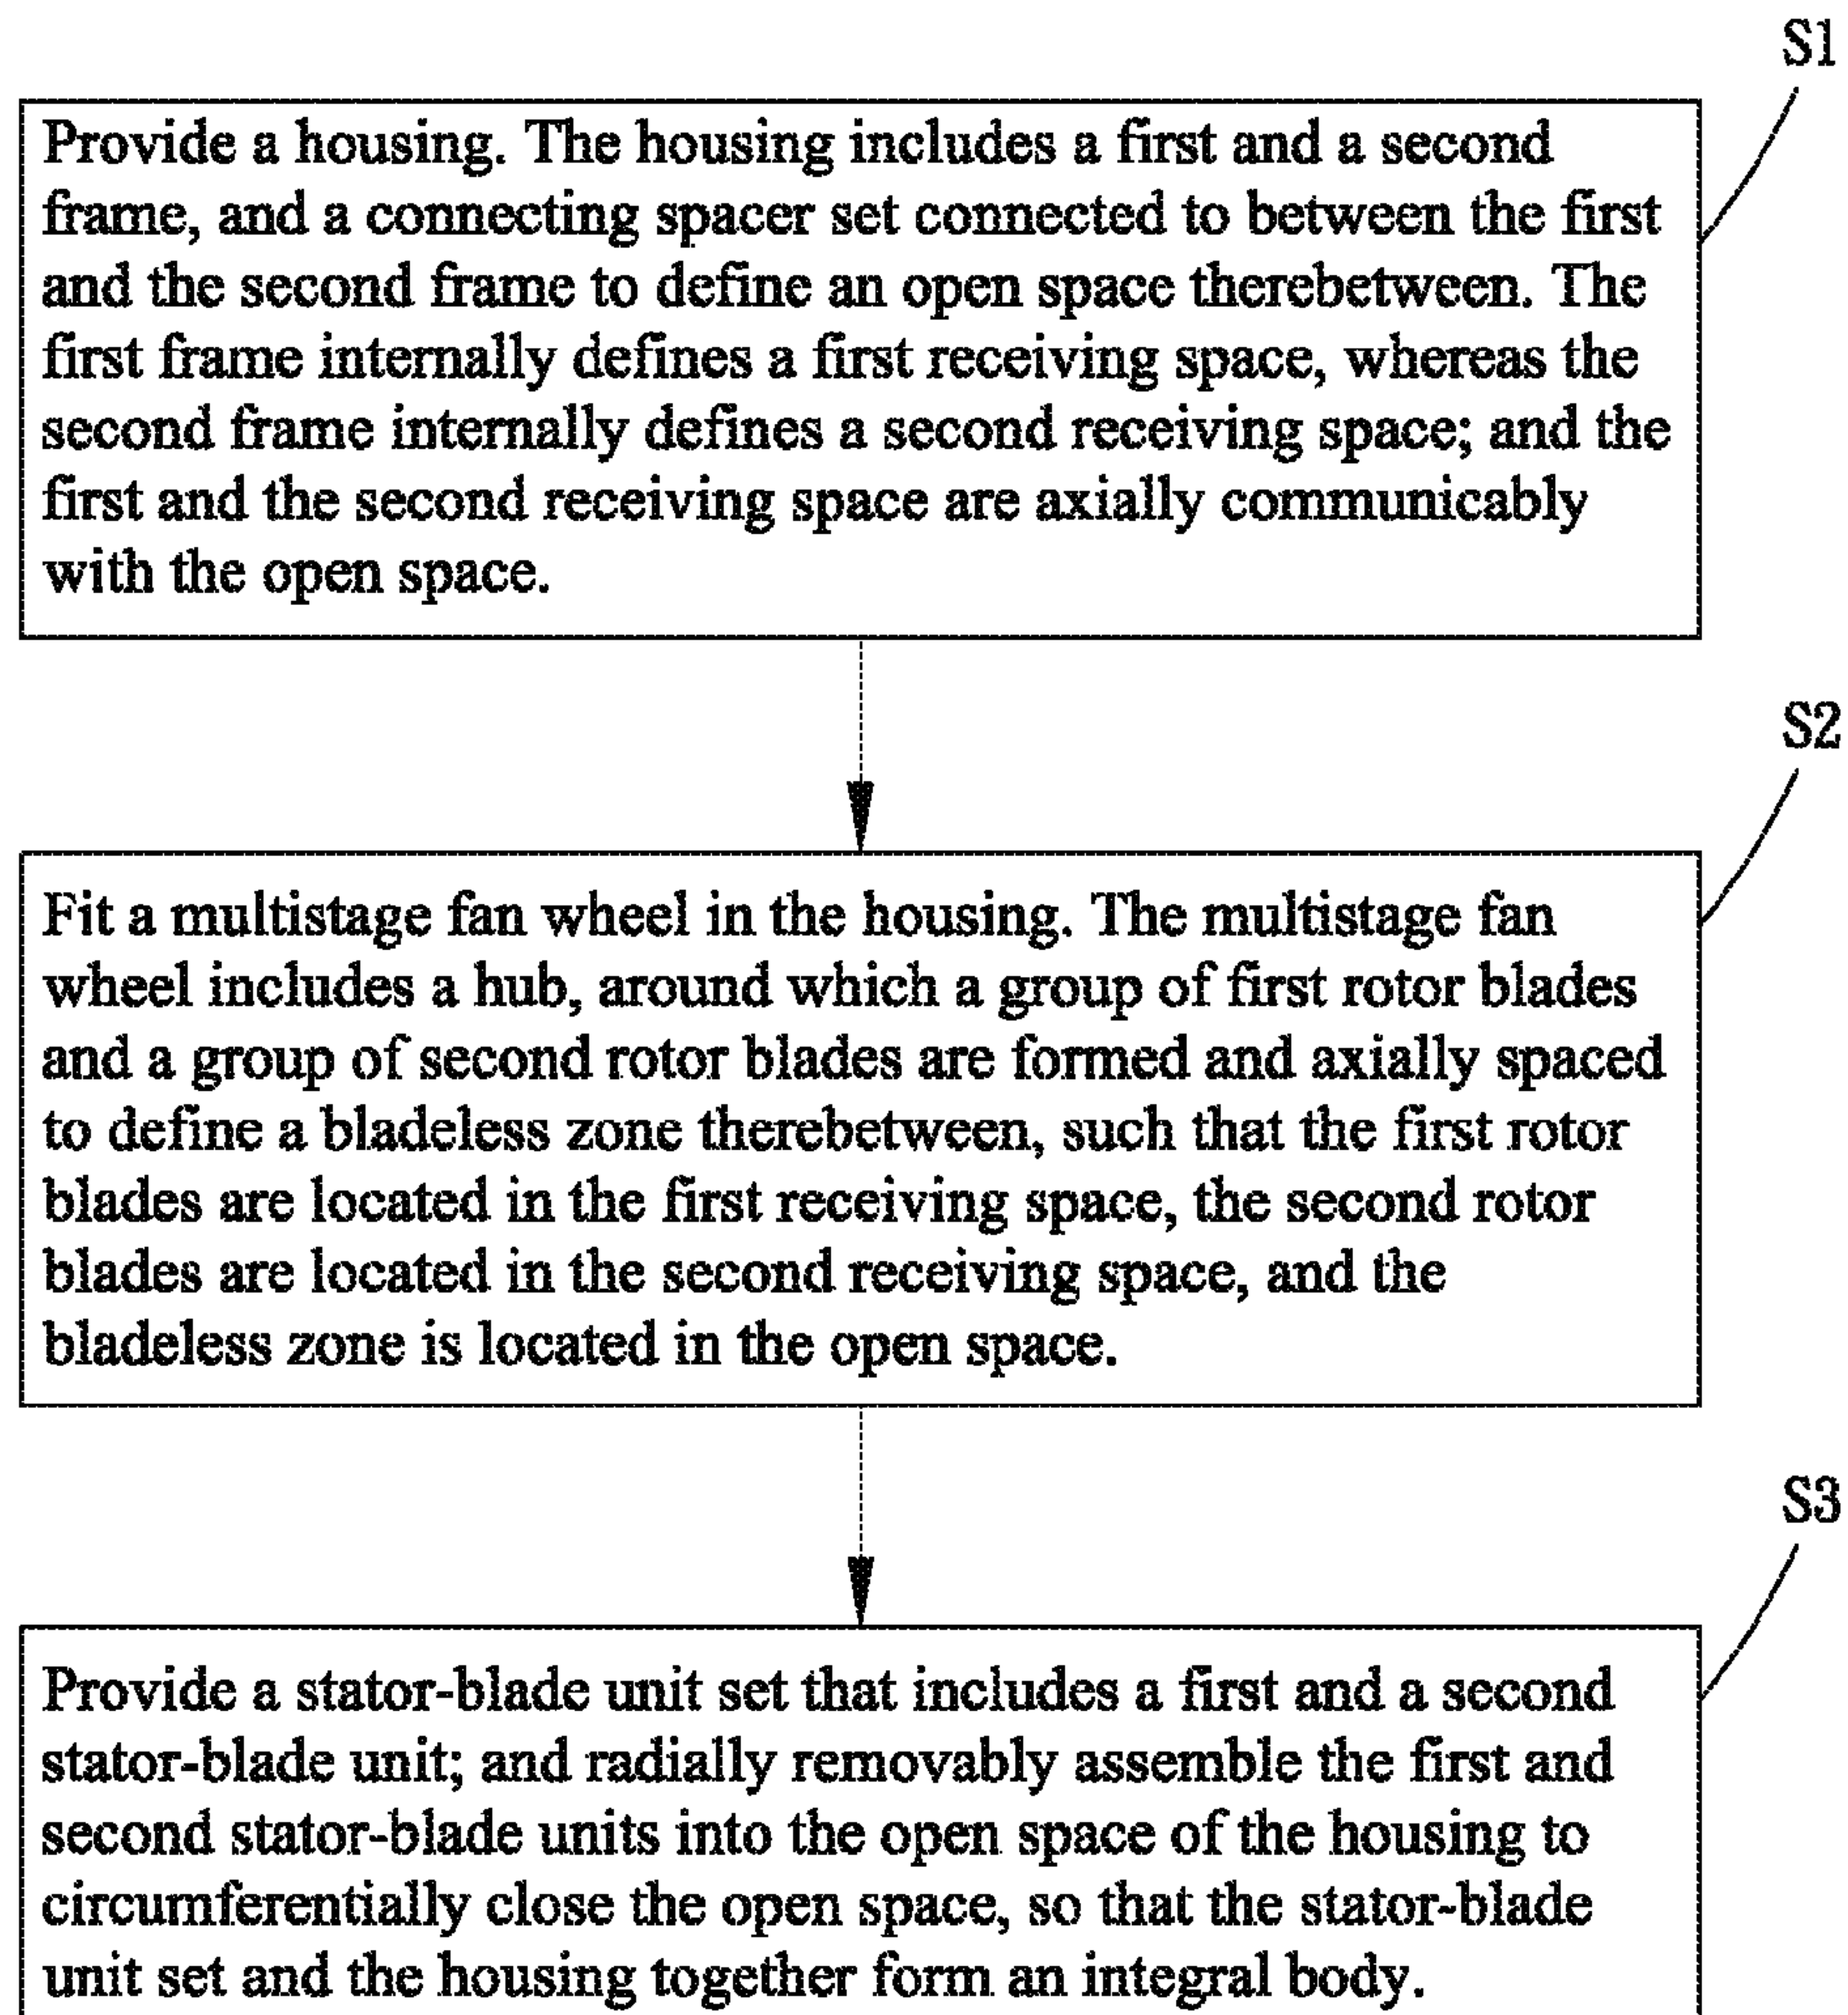 S1
Provide a housing. The housing includes a first and a second
frame, and a connecting spacer set connected to between the first
and the second frame to define an open space therebetween. The
first frame internally defines a first receiving space, whereas the
second frame internally defines a second receiving space; and the
first and the second receiving space are axially communicably
with the open space.
S2
Fit a multistage fan wheel in the housing. The multistage fan
wheel includes a hub, around which a group of first rotor blades
and a group of second rotor blades are formed and axially spaced
to define a bladeless zone therebetween, such that the first rotor
blades are located in the first receiving space, the second rotor
blades are located in the second receiving space, and the
bladeless zone is located in the open space.
S3
Provide a stator-blade unit set that includes a first and a second
stator-blade unit; and radially removably assemble the first and
second stator-blade units into the open space of the housing to
circumferentially close the open space, so that the stator-blade
unit set and the housing together form an integral body.